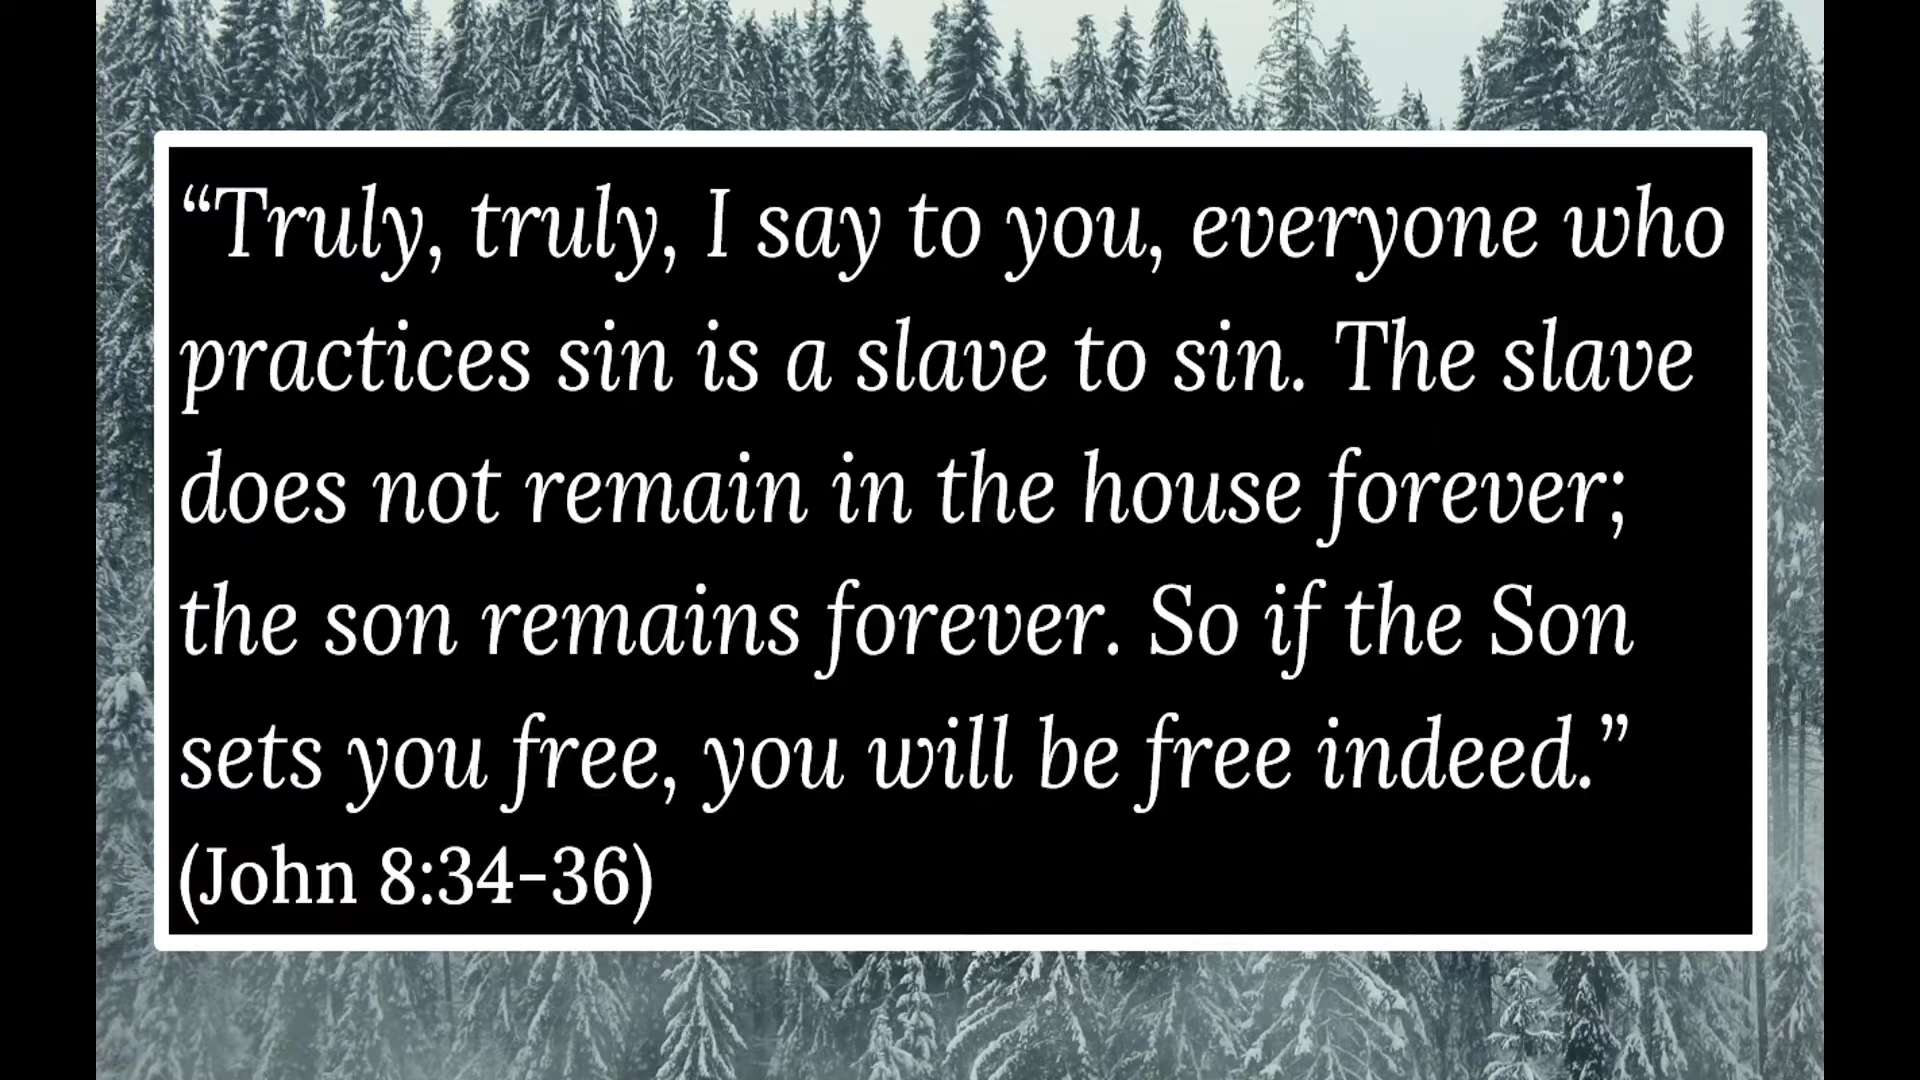 “Truly, truly, I say to you, everyone who
practices sin is a slave to sin. The slave
does not remain in the house forever;
the son remains forever. So if the Son
sets you free, you will be free indeed.”
(John 8:34-36)